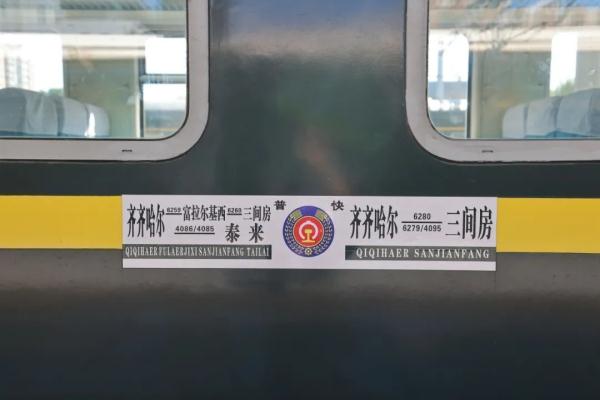 齐齐哈尔 6259 富拉尔基西 6260 三间房
4086/4085 泰来
QIQIHAER FULAERJIXI SANJIANFANG TAILAI
普 快
齐齐哈尔 6280 三间房
6279/4095
QIQIHAER SANJIANFANG